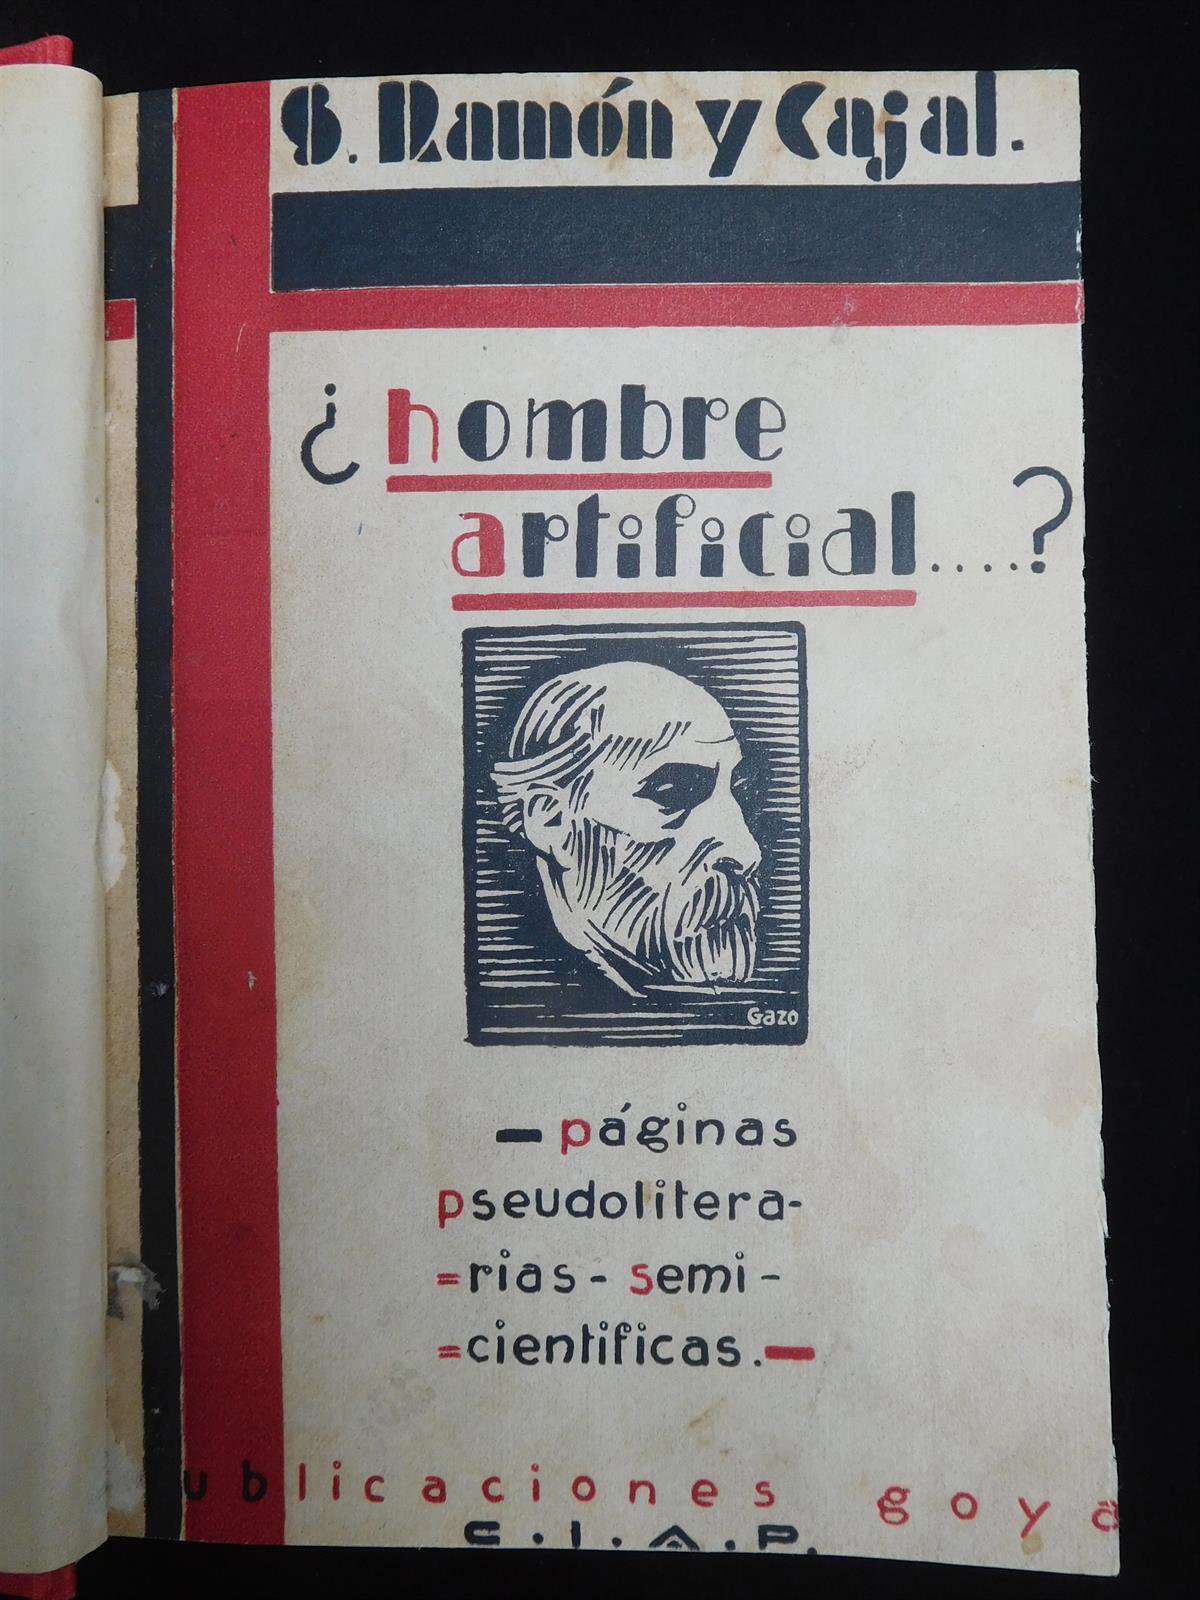 S. Ramón y Cajal.
¿hombre
artificial....?
Gazo
páginas
pseudolitera-
=rias-semi-
=cientificas.
ublicaciones goya
C.I.A.P.